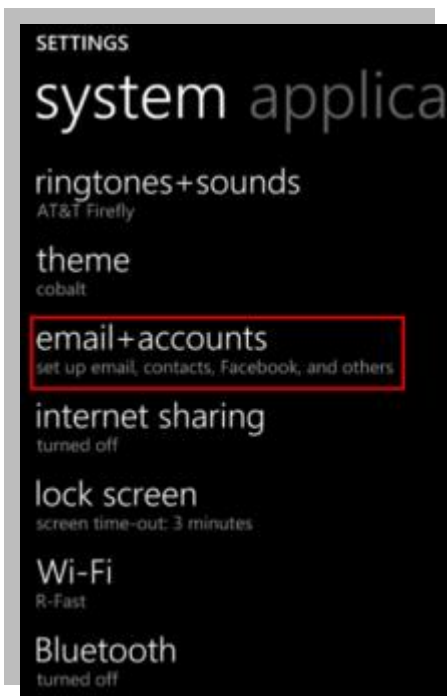 SETTINGS
system applica
ringtones+sounds
AT&T Firefly
theme
cobalt
email+accounts
set up email, contacts, Facebook, and others
internet sharing
turned off
lock screen
screen time-out: 3 minutes
Wi-Fi
R-Fast
Bluetooth
turned off